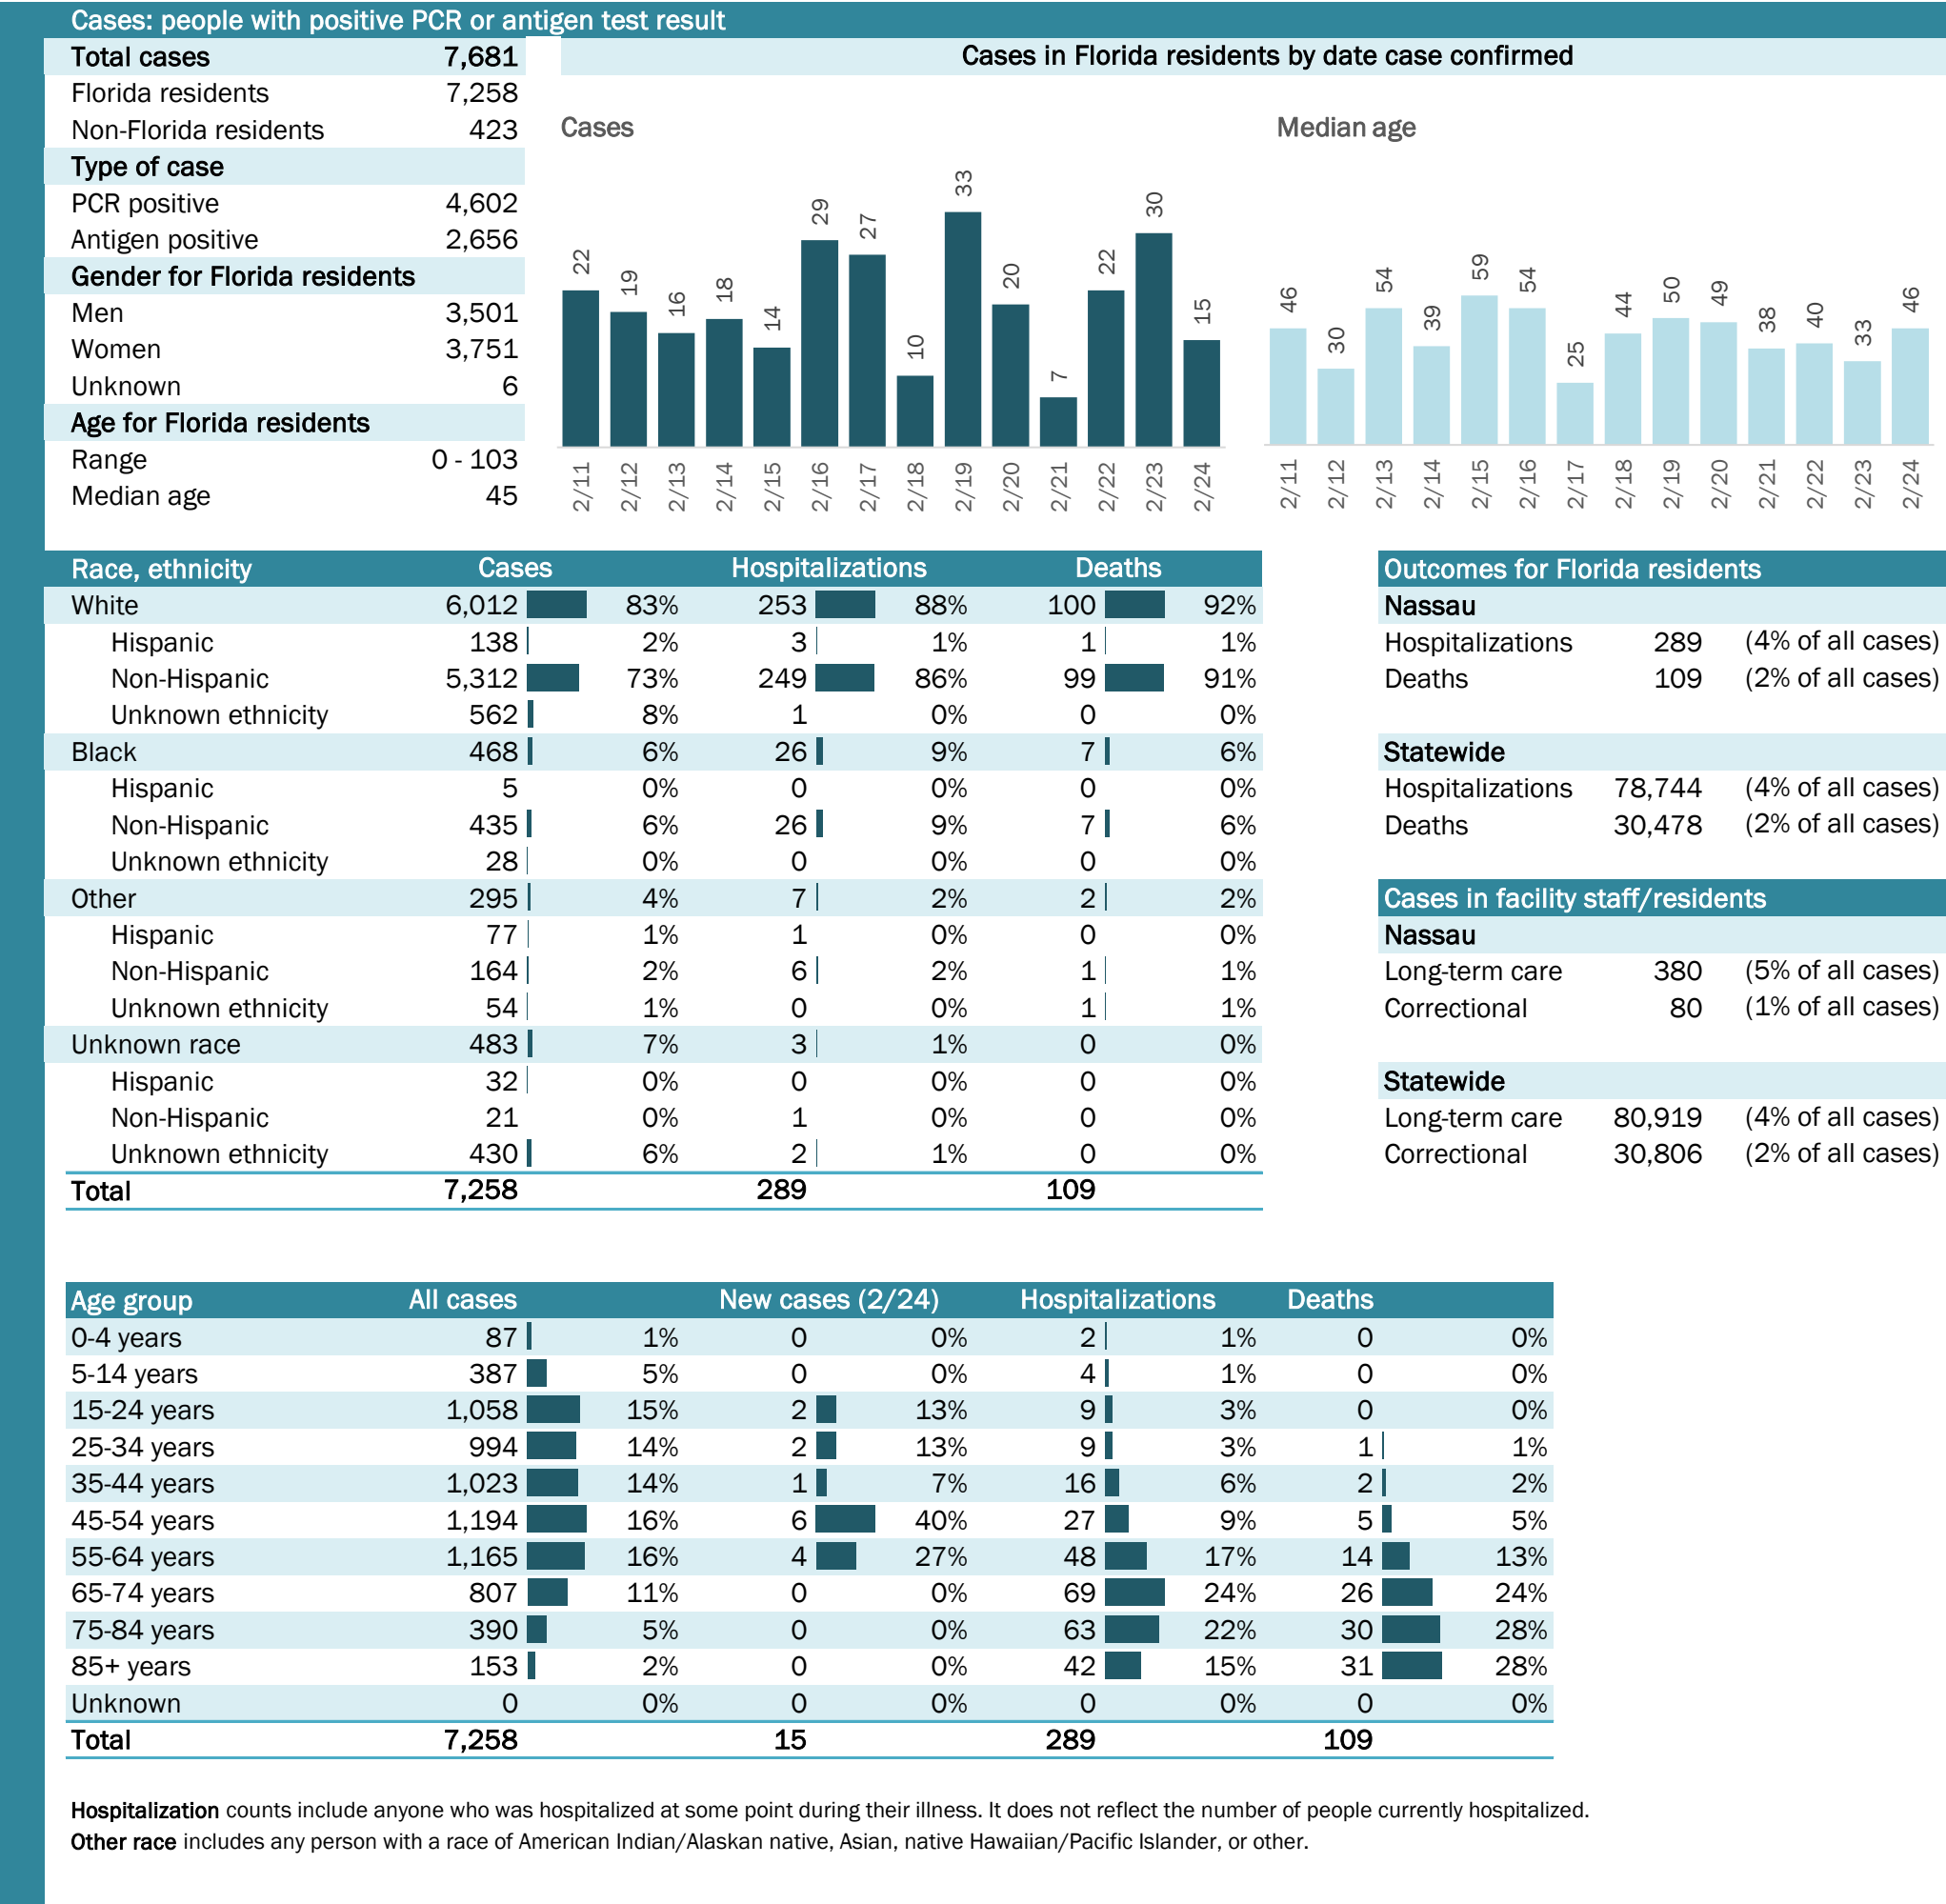 Cases: people with positive PCR or antigen test result
Total cases 7,681
Florida residents 7,258
Non-Florida residents 423
Type of case
PCR positive 4,602
Antigen positive 2,656
Gender for Florida residents
Men 3,501
Women 3,751
Unknown 6
Age for Florida residents
Range 0 - 103
Median age 45
Cases in Florida residents by date case confirmed
Cases
22 19 16 18 14 29 27 10 33 20 7 22 30 15
2/11 2/12 2/13 2/14 2/15 2/16 2/17 2/18 2/19 2/20 2/21 2/22 2/23 2/24
Median age
46 30 54 39 59 54 25 44 50 49 38 40 33 46
2/11 2/12 2/13 2/14 2/15 2/16 2/17 2/18 2/19 2/20 2/21 2/22 2/23 2/24
Race, ethnicity Cases Hospitalizations Deaths
White 6,012 83% 253 88% 100 92%
Hispanic 138 2% 3 1% 1 1%
Non-Hispanic 5,312 73% 249 86% 99 91%
Unknown ethnicity 562 8% 1 0% 0 0%
Black 468 6% 26 9% 7 6%
Hispanic 5 0% 0 0% 0 0%
Non-Hispanic 435 6% 26 9% 7 6%
Unknown ethnicity 28 0% 0 0% 0 0%
Other 295 4% 7 2% 2 2%
Hispanic 77 1% 1 0% 0 0%
Non-Hispanic 164 2% 6 2% 1 1%
Unknown ethnicity 54 1% 0 0% 1 1%
Unknown race 483 7% 3 1% 0 0%
Hispanic 32 0% 0 0% 0 0%
Non-Hispanic 21 0% 1 0% 0 0%
Unknown ethnicity 430 6% 2 1% 0 0%
Total 7,258 289 109
Outcomes for Florida residents
Nassau
Hospitalizations 289 (4% of all cases)
Deaths 109 (2% of all cases)
Statewide
Hospitalizations 78,744 (4% of all cases)
Deaths 30,478 (2% of all cases)
Cases in facility staff/residents
Nassau
Long-term care 380 (5% of all cases)
Correctional 80 (1% of all cases)
Statewide
Long-term care 80,919 (4% of all cases)
Correctional 30,806 (2% of all cases)
Age group All cases New cases (2/24) Hospitalizations Deaths
0-4 years 87 1% 0 0% 2 1% 0 0%
5-14 years 387 5% 0 0% 4 1% 0 0%
15-24 years 1,058 15% 2 13% 9 3% 0 0%
25-34 years 994 14% 2 13% 9 3% 1 1%
35-44 years 1,023 14% 1 7% 16 6% 2 2%
45-54 years 1,194 16% 6 40% 27 9% 5 5%
55-64 years 1,165 16% 4 27% 48 17% 14 13%
65-74 years 807 11% 0 0% 69 24% 26 24%
75-84 years 390 5% 0 0% 63 22% 30 28%
85+ years 153 2% 0 0% 42 15% 31 28%
Unknown 0 0% 0 0% 0 0% 0 0%
Total 7,258 15 289 109
Hospitalization counts include anyone who was hospitalized at some point during their illness. It does not reflect the number of people currently hospitalized.
Other race includes any person with a race of American Indian/Alaskan native, Asian, native Hawaiian/Pacific Islander, or other.